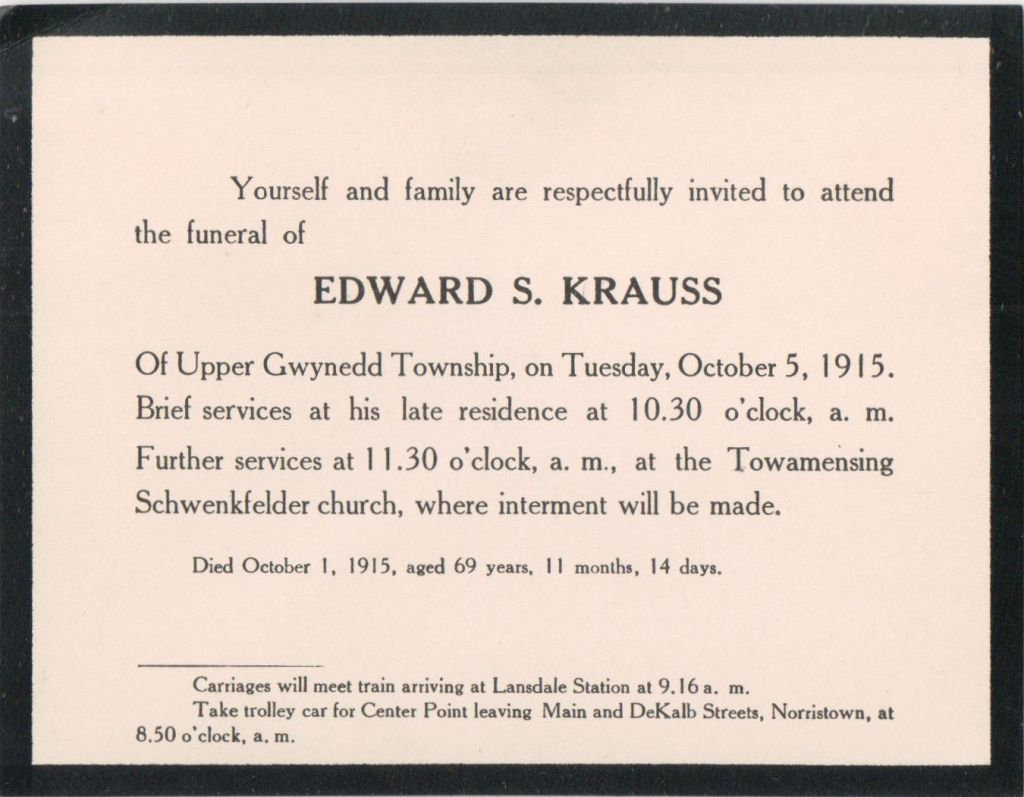 Yourself and family are respectfully invited to attend
the funeral of
EDWARD S. KRAUSS
Of Upper Gwynedd Township, on Tuesday, October 5, 1915.
Brief services at his late residence at 10.30 o'clock, a. m.
Further services at 11.30 o'clock, a. m., at the Towamensing
Schwenkfelder church, where interment will be made.
Died October 1, 1915, aged 69 years, 11 months, 14 days.
Carriages will meet train arriving at Lansdale Station at 9.16 a. m.
Take trolley car for Center Point leaving Main and DeKalb Streets, Norristown, at
8.50 o'clock, a. m.